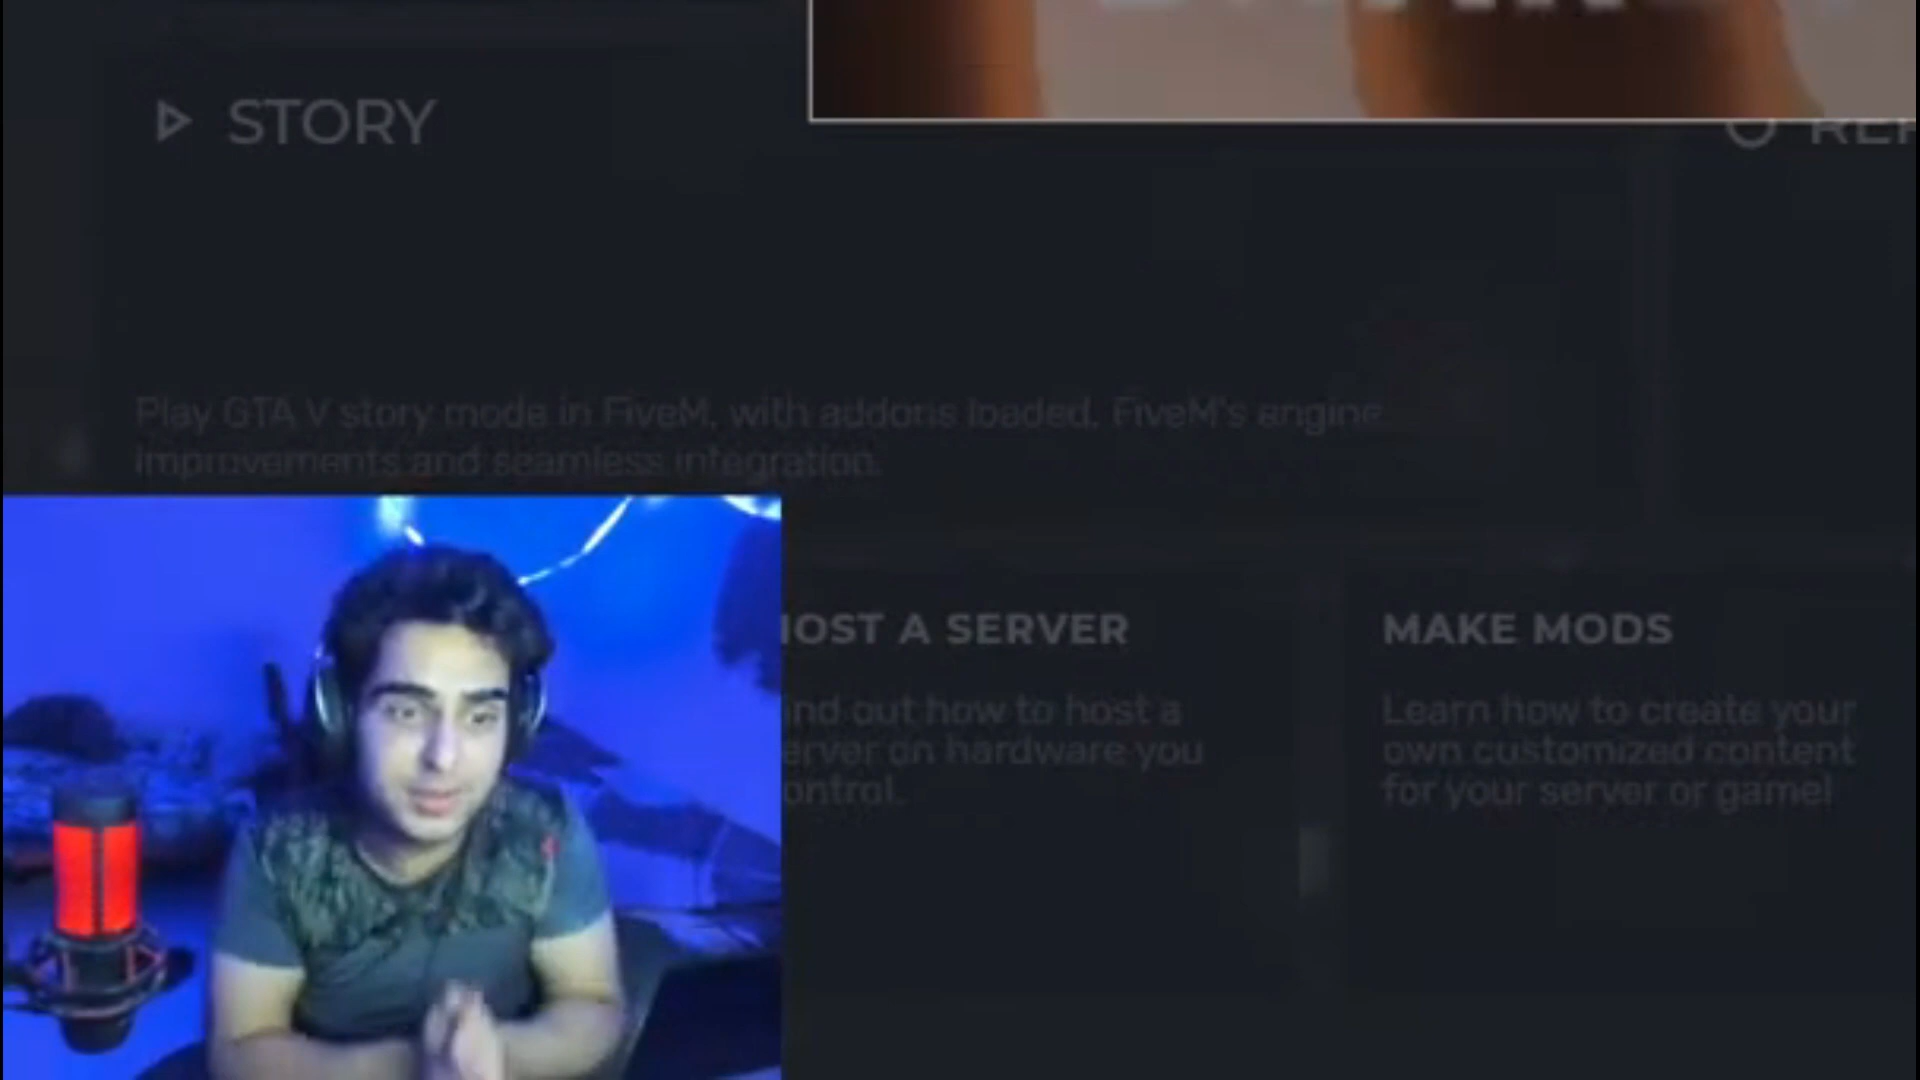 STORY
Play GTA V story mode in FiveM, with addons loaded, FiveM's engine
improvements and seamless integration.
OST A SERVER
ind out how to host a
erver on hardware you
ontrol.
MAKE MODS
Learn how to create your
own customized content
for your server or game!